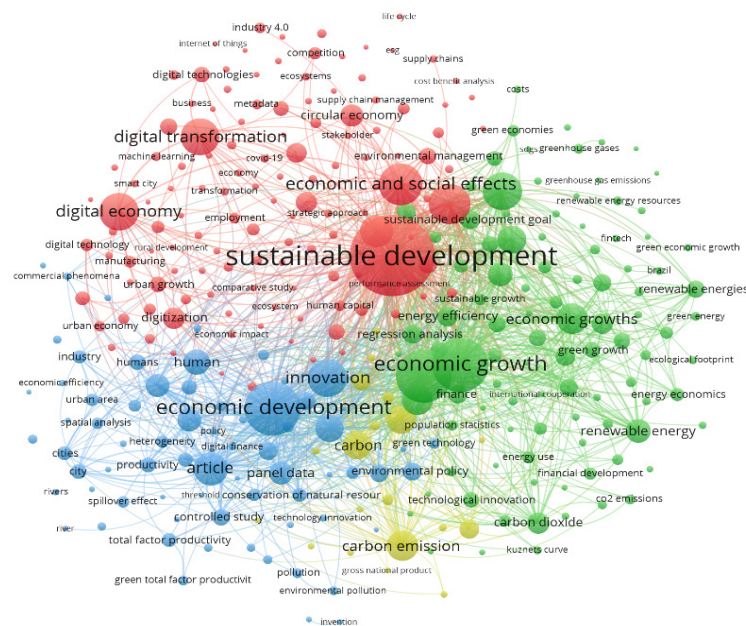 life cycle
industry 4.0
internet of things
competition
esg
supply chains
digital technologies
ecosystems
cost benefit analysis
costs
business
metadata
supply chain management
circular economy
digital transformation
stakeholder
green economies
machine learning
covid-19
environmental management
sdgs
greenhouse gases
economy
smart city
transformation
economic and social effects
greenhouse gas emissions
strategic approach
renewable energy resources
digital economy
employment
sustainable development goal
digital technology
rural development
fintech
green economic growth
manufacturing
sustainable development
commercial phenomena
urban growth
comparative study
performance assessment
brazil
renewable energies
ecosystem
human capital
sustainable growth
urban economy
digitization
energy efficiency
economic growths
green energy
economic impact
regression analysis
industry
humans
human
economic growth
green growth
ecological footprint
economic efficiency
innovation
urban area
finance
international cooperation
energy economics
economic development
spatial analysis
policy
population statistics
heterogeneity
digital finance
carbon
green technology
renewable energy
cities
city
productivity
article
panel data
environmental policy
energy use
financial development
rivers
spillover effect
threshold
conservation of natural resour
technological innovation
co2 emissions
river
controlled study
technology innovation
carbon dioxide
total factor productivity
carbon emission
kuznets curve
green total factor productivit
pollution
gross national product
environmental pollution
invention